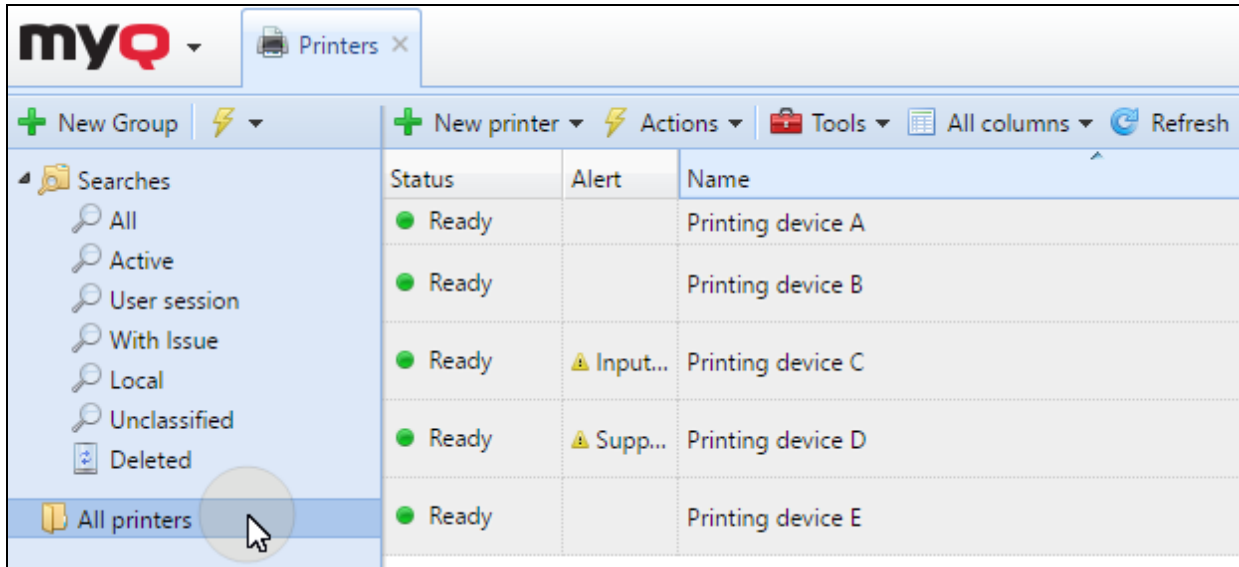 myQ
Printers
New Group
New printer Actions Tools All columns Refresh
Searches
All
Active
User session
With Issue
Local
Unclassified
Deleted
All printers
Status Alert Name
Ready Printing device A
Ready Printing device B
Ready Input... Printing device C
Ready Supp... Printing device D
Ready Printing device E